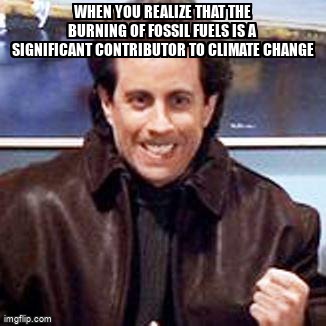 WHEN YOU REALIZE THAT THE
BURNING OF FOSSIL FUELS IS A
SIGNIFICANT CONTRIBUTOR TO CLIMATE CHANGE
imgflip.com